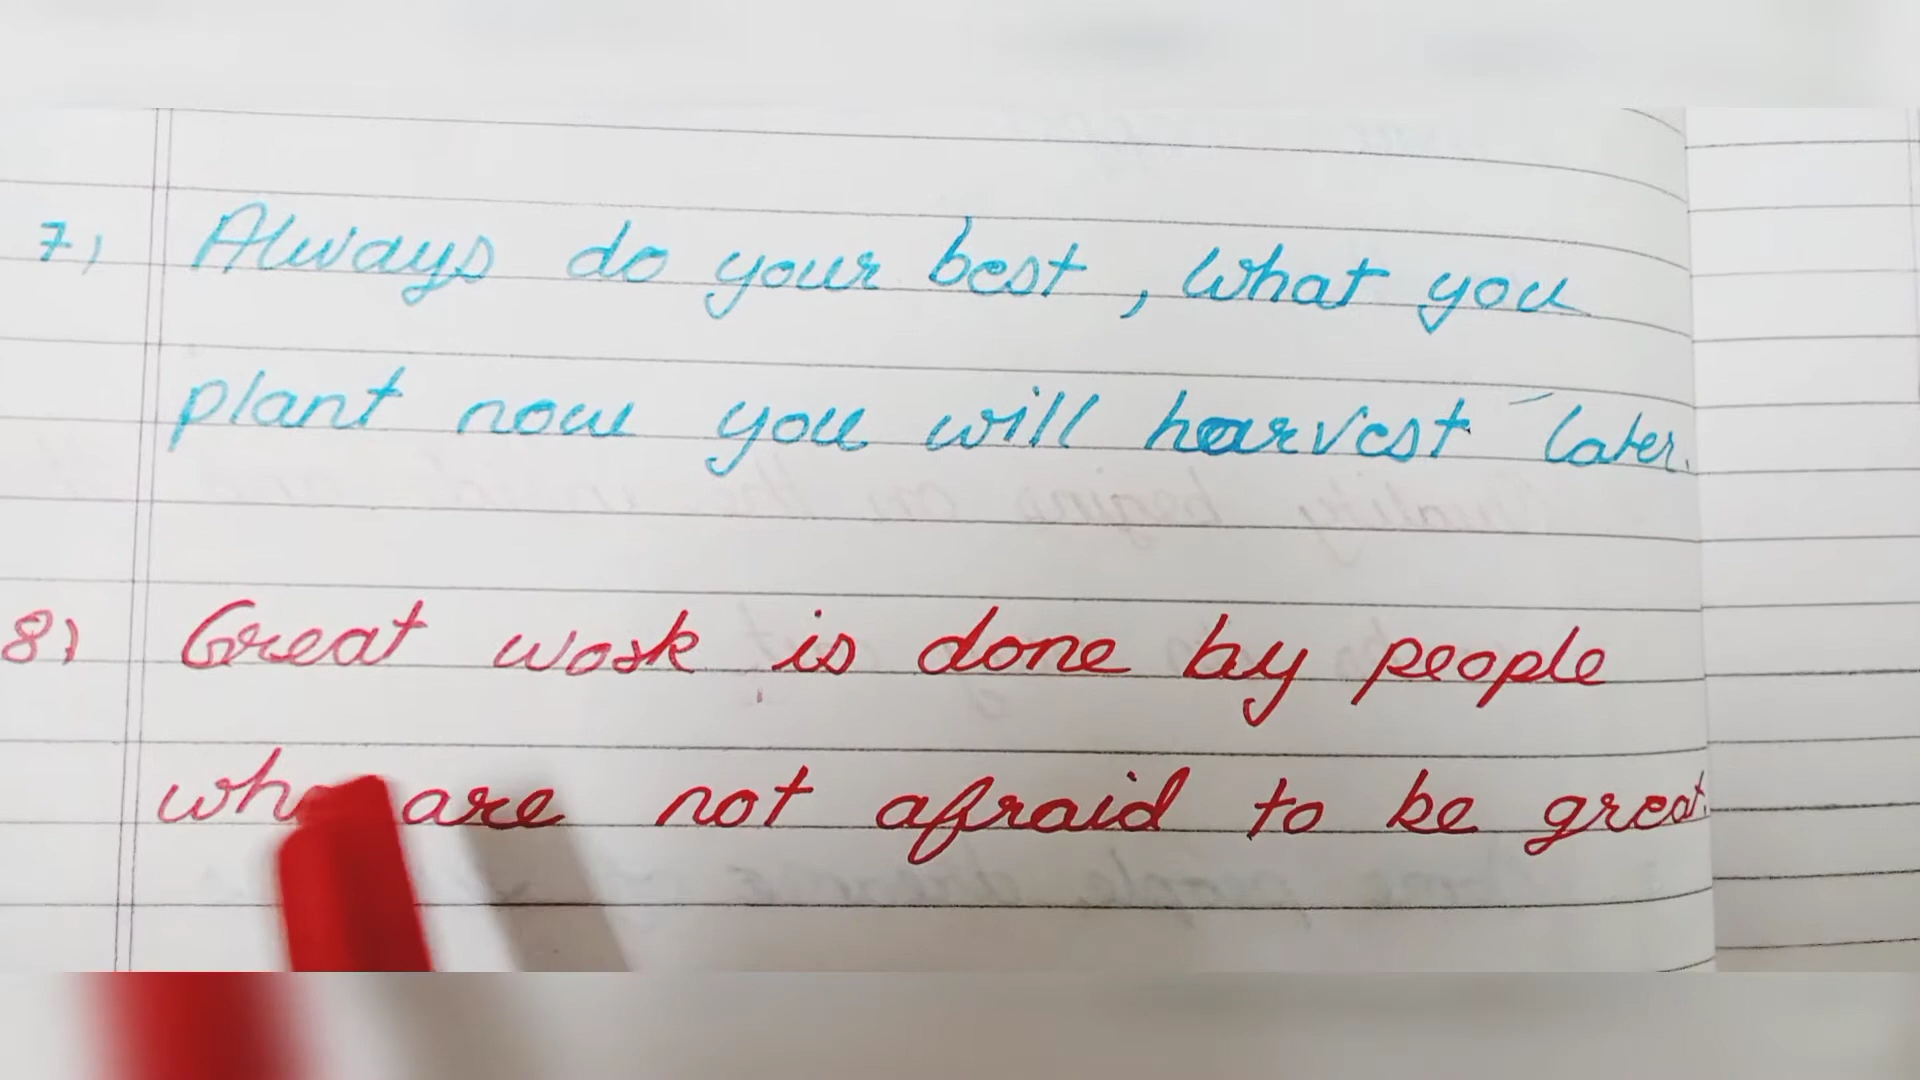 7) Always do your best, What you
plant now you will harvest later.
8) Great work is done by people
who are not afraid to be great.